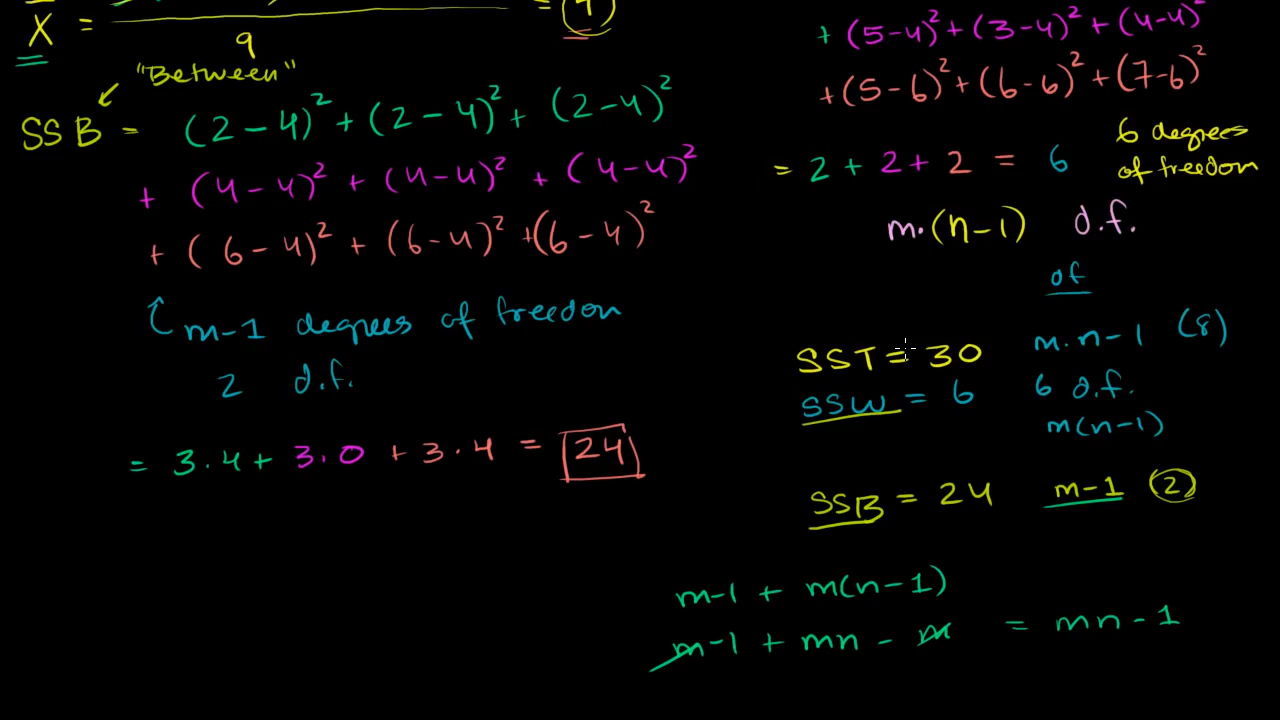 X̄ = 9 = 4
"Between"
SSB = (2-4)² + (2-4)² + (2-4)²
+ (4-4)² + (4-4)² + (4-4)²
+ (6-4)² + (6-4)² + (6-4)²
m-1 degrees of freedom
2 d.f.
= 3.4 + 3.0 + 3.4 = 24
+ (5-4)² + (3-4)² + (4-4)²
+ (5-6)² + (6-6)² + (7-6)²
= 2 + 2 + 2 = 6
6 degrees
of freedom
m·(n-1) d.f.
of
SST = 30 m·n-1 (8)
SSW = 6 6 d.f.
m(n-1)
SSB = 24 m-1 2
m-1 + m(n-1)
m-1 + mn - m = mn - 1